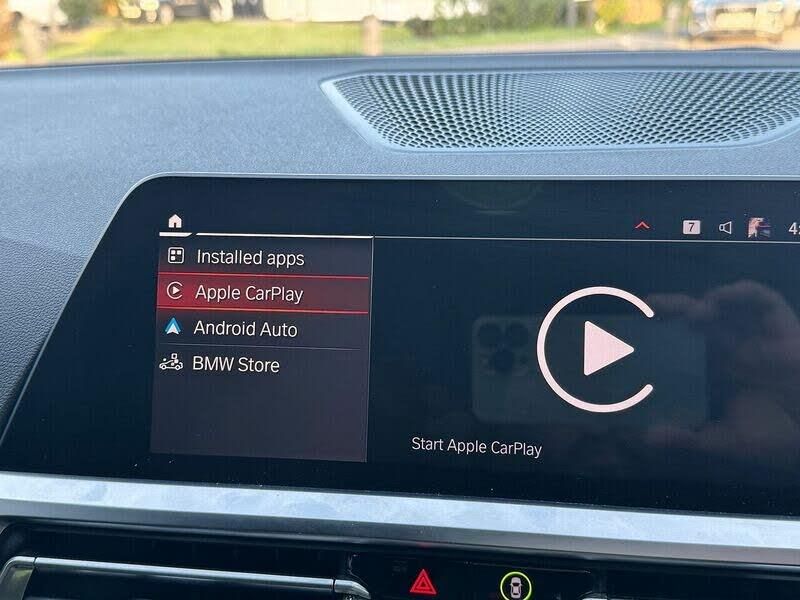 7
Installed apps
Apple CarPlay
Android Auto
BMW Store
Start Apple CarPlay